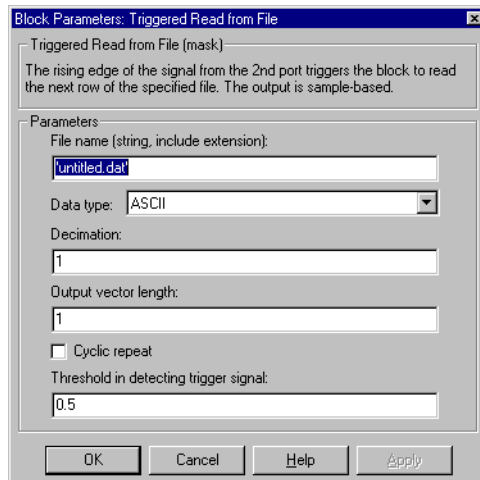 Block Parameters: Triggered Read from File
Triggered Read from File (mask)
The rising edge of the signal from the 2nd port triggers the block to read
the next row of the specified file. The output is sample-based.
Parameters
File name (string, include extension):
'untitled.dat'
Data type: ASCII
Decimation:
1
Output vector length:
1
Cyclic repeat
Threshold in detecting trigger signal:
0.5
OK Cancel Help Apply